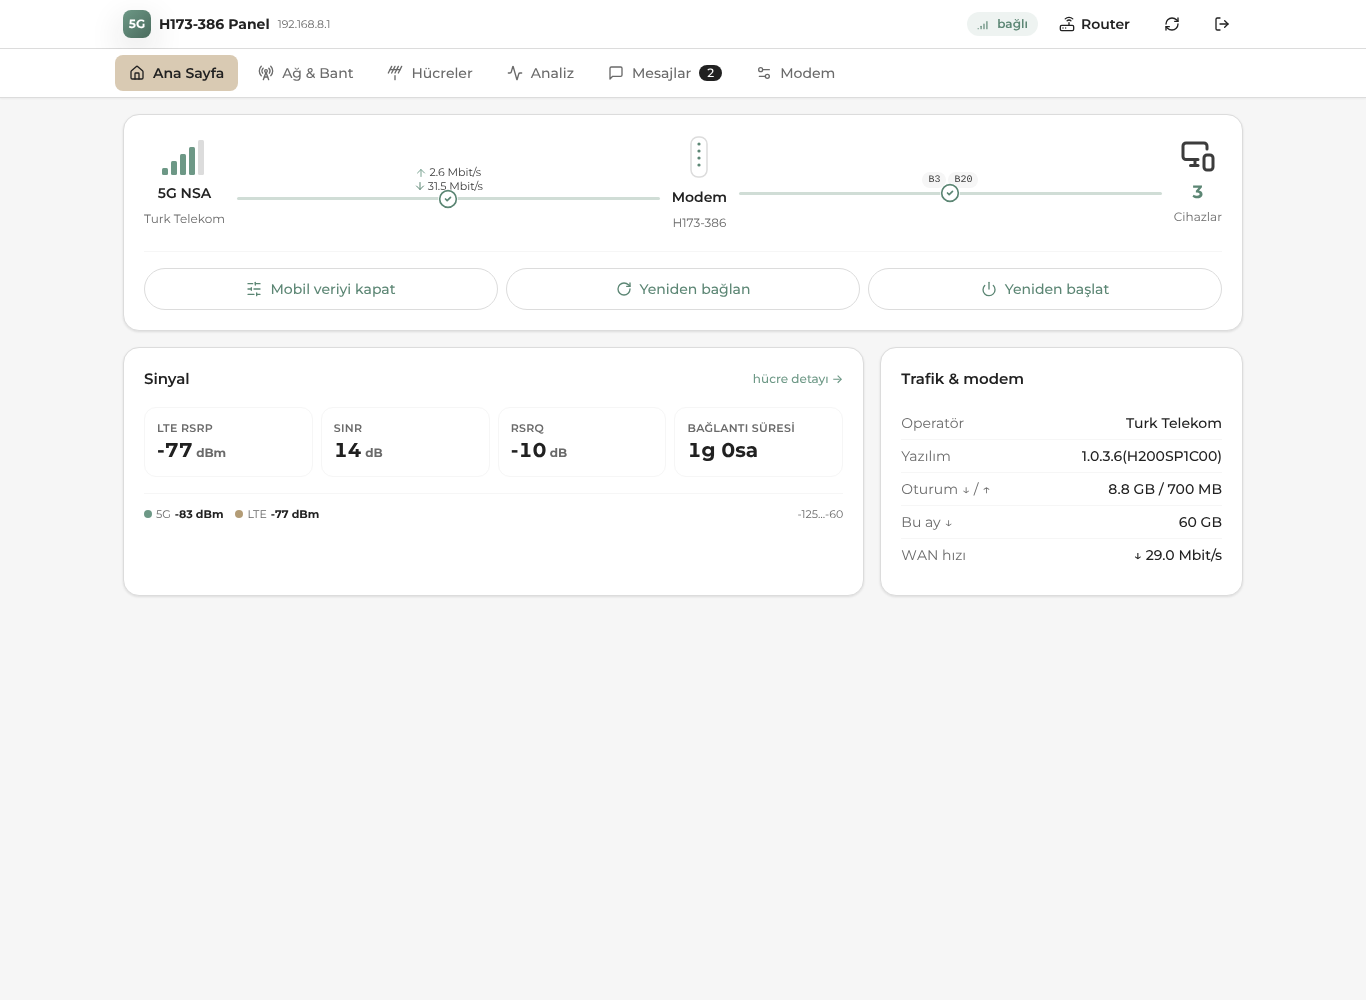 5G H173-386 Panel 192.168.8.1 bağlı Router
Ana Sayfa Ağ & Bant Hücreler Analiz Mesajlar 2 Modem
↑ 2.6 Mbit/s
↓ 31.5 Mbit/s
B3 B20
5G NSA
Turk Telekom
Modem
H173-386
3
Cihazlar
Mobil veriyi kapat Yeniden bağlan Yeniden başlat
Sinyal hücre detayı →
LTE RSRP
-77 dBm
SINR
14 dB
RSRQ
-10 dB
BAĞLANTI SÜRESİ
1g 0sa
5G -83 dBm LTE -77 dBm -125…-60
Trafik & modem
Operatör Turk Telekom
Yazılım 1.0.3.6(H200SP1C00)
Oturum ↓ / ↑ 8.8 GB / 700 MB
Bu ay ↓ 60 GB
WAN hızı ↓ 29.0 Mbit/s